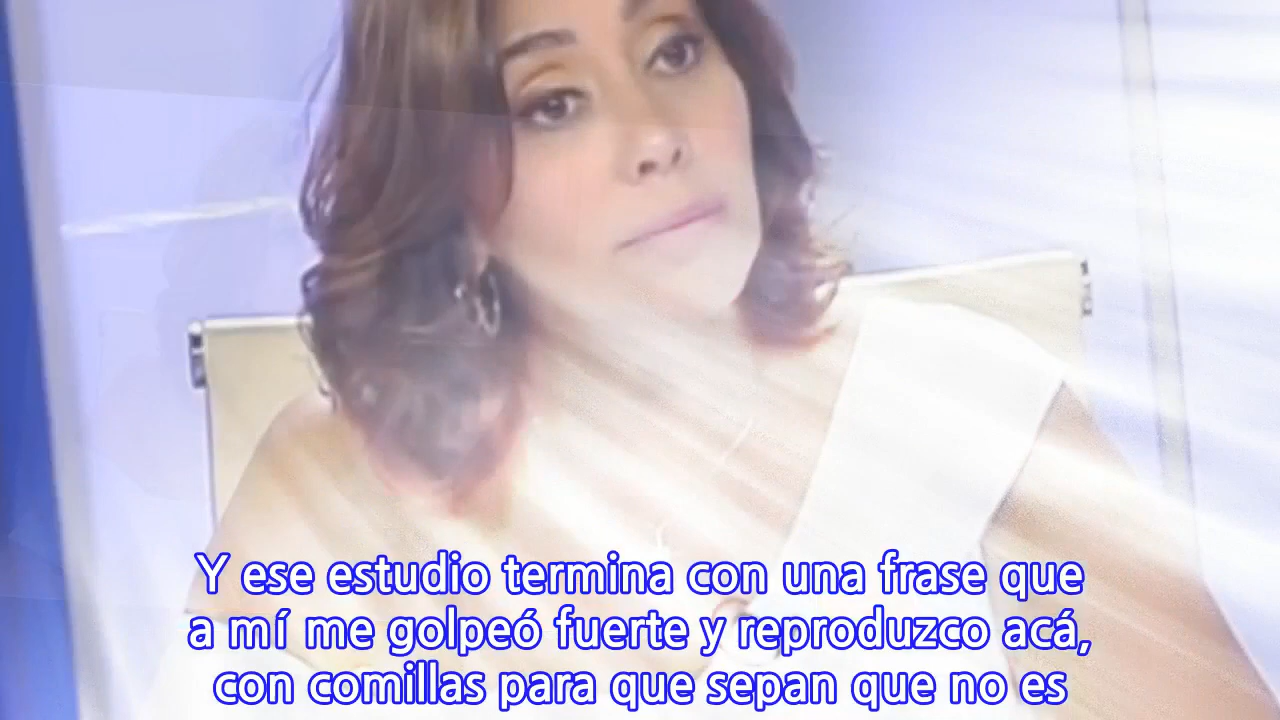 Y ese estudio termina con una frase que
a mí me golpeó fuerte y reproduzco acá,
con comillas para que sepan que no es